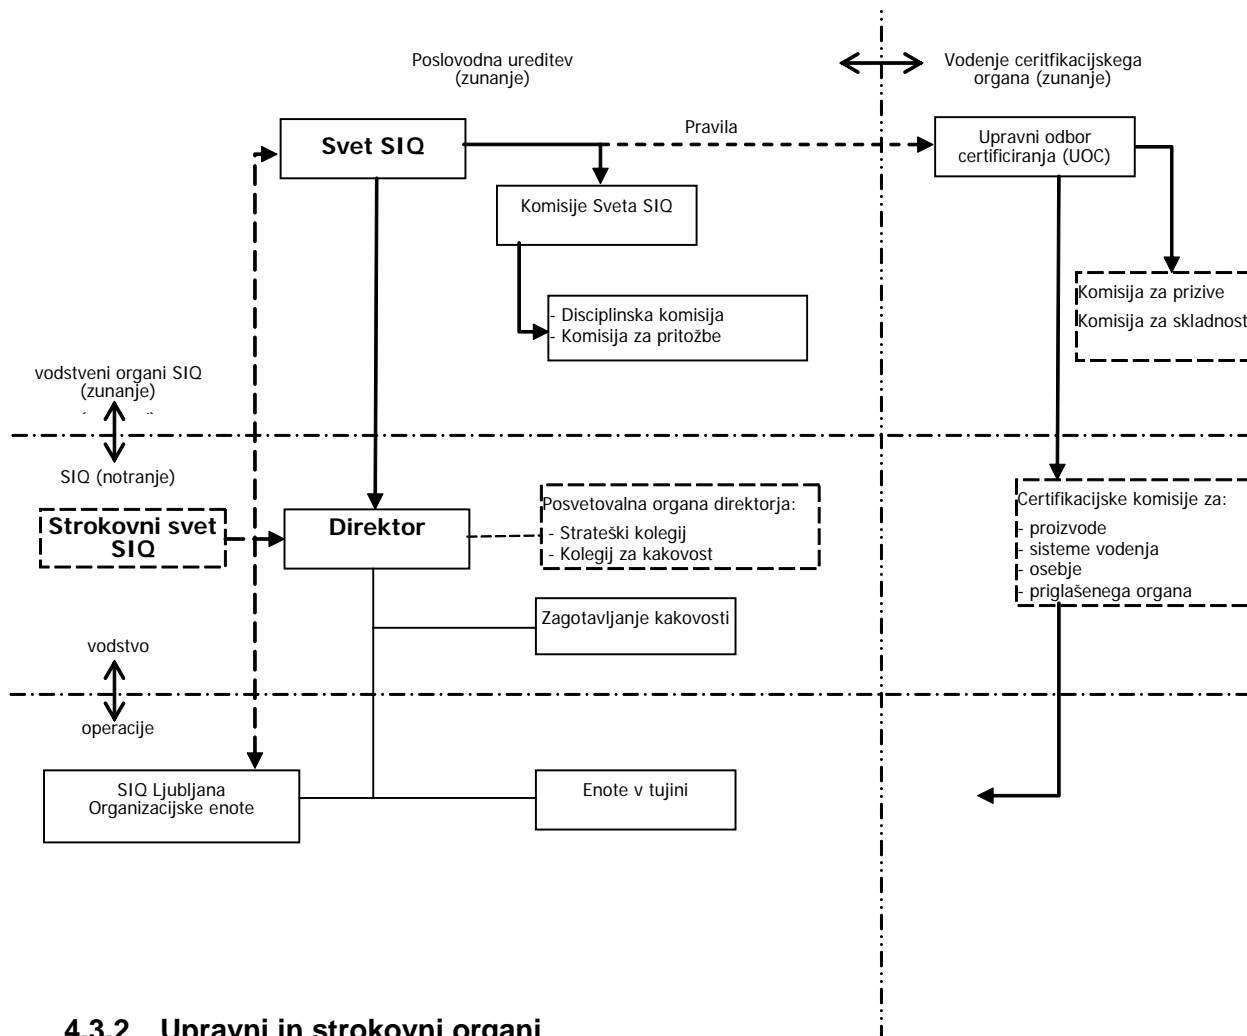 Poslovodna ureditev
(zunanje)
Vodenje ceritfikacijskega
organa (zunanje)
Svet SIQ
Pravila
Upravni odbor
certificiranja (UOC)
Komisije Sveta SIQ
Komisija za prizive
Komisija za skladnost
- Disciplinska komisija
- Komisija za pritožbe
vodstveni organi SIQ
(zunanje)
SIQ (notranje)
Strokovni svet
SIQ
Direktor
Posvetovalna organa direktorja:
- Strateški kolegij
- Kolegij za kakovost
Certifikacijske komisije za:
- proizvode
- sisteme vodenja
- osebje
- priglašenega organa
Zagotavljanje kakovosti
vodstvo
operacije
SIQ Ljubljana
Organizacijske enote
Enote v tujini
4.3.2 Upravni in strokovni organi